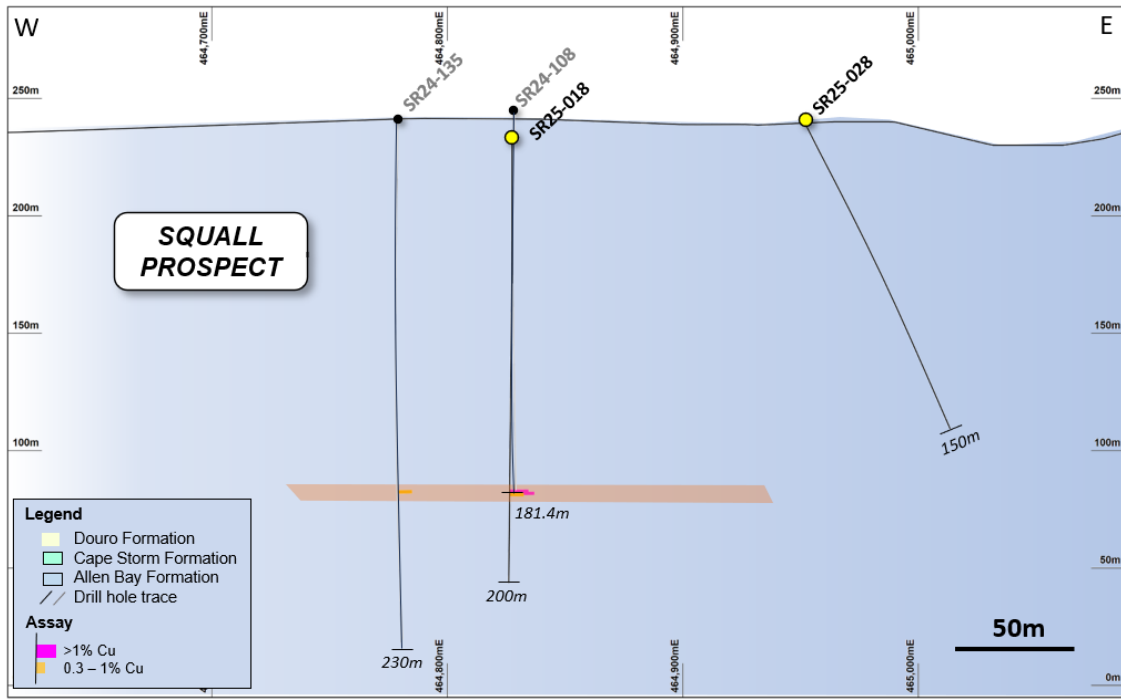 W
E
464,700mE
464,800mE
464,900mE
465,000mE
SR24-135
SR24-108
SR25-018
SR25-028
250m
250m
200m
200m
150m
150m
100m
100m
50m
50m
0m
SQUALL
PROSPECT
150m
181.4m
200m
230m
Legend
Douro Formation
Cape Storm Formation
Allen Bay Formation
Drill hole trace
Assay
>1% Cu
0.3 – 1% Cu
50m
464,800mE
464,900mE
465,000mE